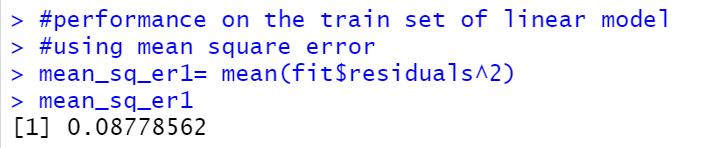 > #performance on the train set of linear model
> #using mean square error
> mean_sq_er1= mean(fit$residuals^2)
> mean_sq_er1
[1] 0.08778562